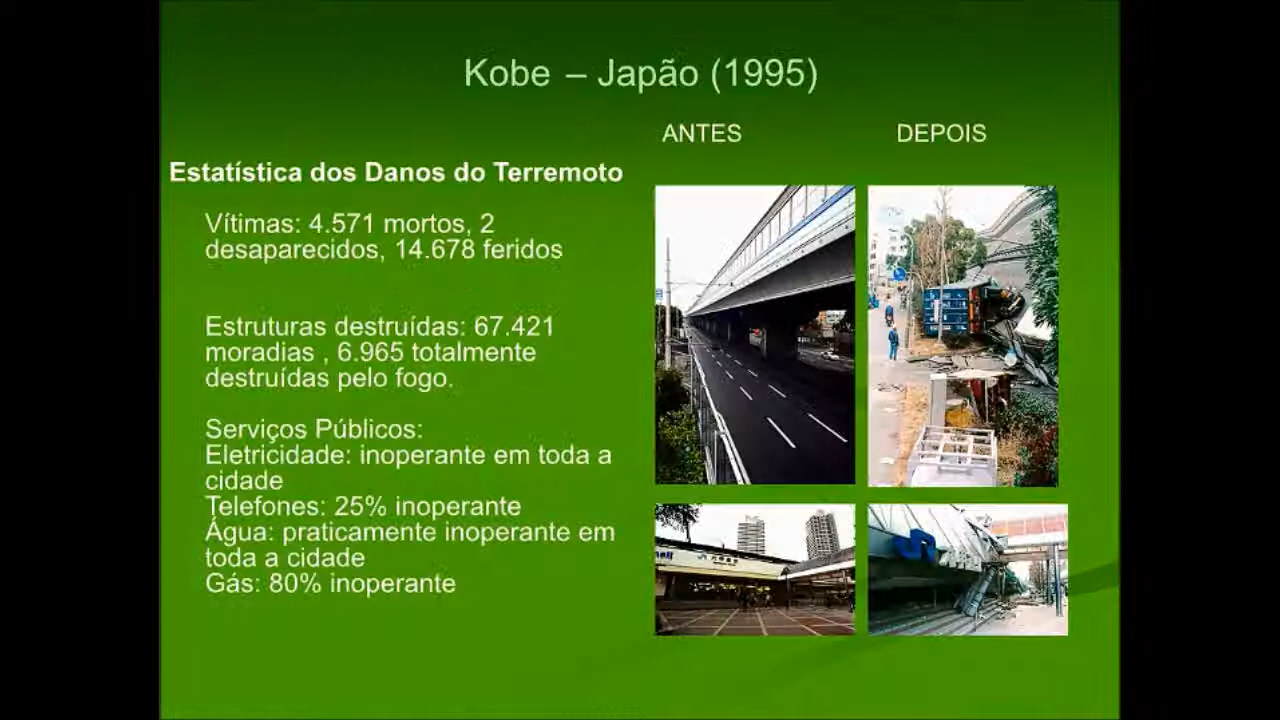 Kobe – Japão (1995)
ANTES
DEPOIS
Estatística dos Danos do Terremoto
Vítimas: 4.571 mortos, 2
desaparecidos, 14.678 feridos
Estruturas destruídas: 67.421
moradias , 6.965 totalmente
destruídas pelo fogo.
Serviços Públicos:
Eletricidade: inoperante em toda a
cidade
Telefones: 25% inoperante
Água: praticamente inoperante em
toda a cidade
Gás: 80% inoperante
JR